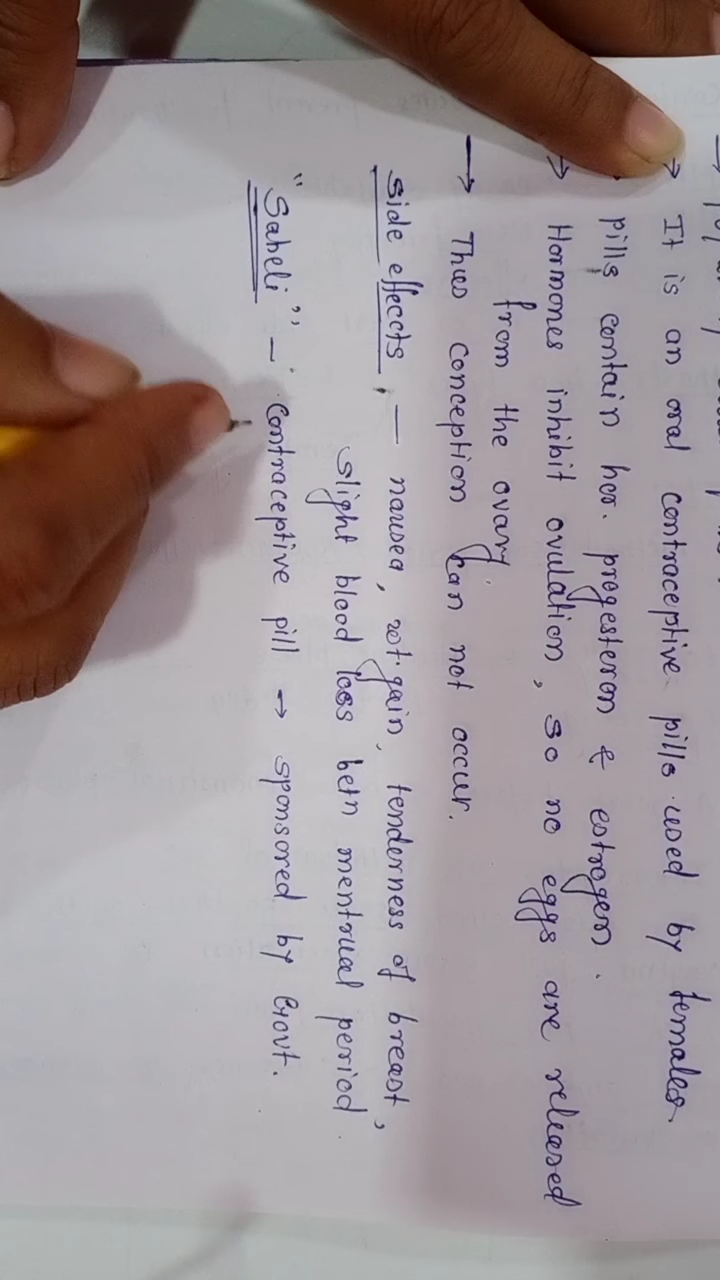 → It is an oral contraceptive pills used by females.
pills contain hor. progesteron & estrogen.
→ Hormones inhibit ovulation, so no eggs are released
from the ovary.
→ Thus conception can not occur.
Side effects, — nausea, wt. gain, tenderness of breast,
slight blood loss betn mentrual period.
"Saheli" — Contraceptive pill → sponsored by Govt.